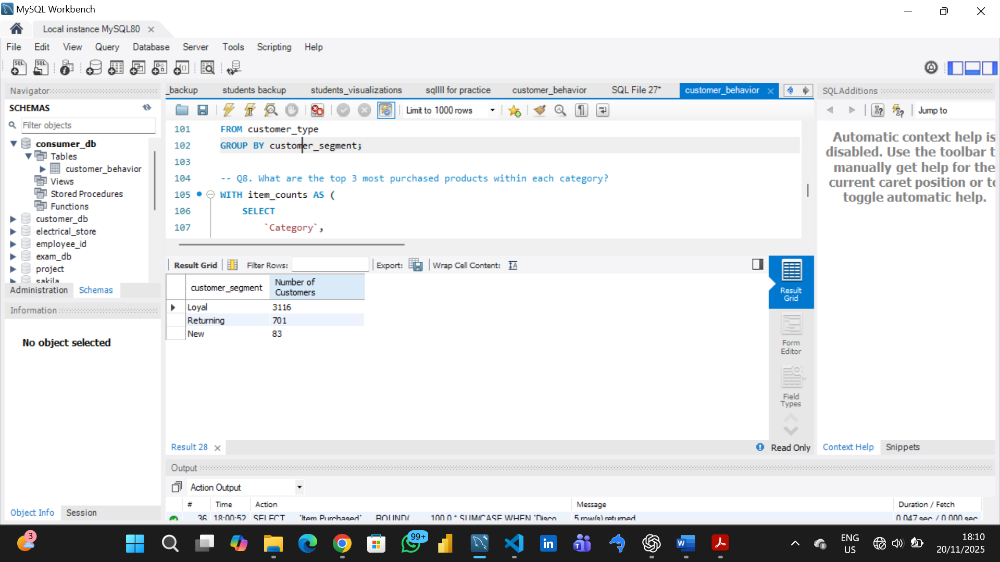 MySQL Workbench
Local instance MySQL80
File Edit View Query Database Server Tools Scripting Help
Navigator
SCHEMAS
Filter objects
consumer_db
Tables
customer_behavior
Views
Stored Procedures
Functions
customer_db
electrical_store
employee_id
exam_db
project
sakila
Administration Schemas
Information
No object selected
Object Info Session
_backup students backup students_visualizations sqllll for practice customer_behavior SQL File 27* customer_behavior
Limit to 1000 rows
101 FROM customer_type
102 GROUP BY customer_segment;
103
104 -- Q8. What are the top 3 most purchased products within each category?
105 WITH item_counts AS (
106 SELECT
107 `Category`,
Result Grid Filter Rows: Export: Wrap Cell Content:
customer_segment Number of Customers
Loyal 3116
Returning 701
New 83
Result Grid
Form Editor
Field Types
Result 28
Read Only
Output
Action Output
# Time Action Message Duration / Fetch
36 18:00:52 SELECT `Item Purchased` ROUND( 100.0 * SUM(CASE WHEN `Disco... 5 row(s) returned 0.047 sec / 0.000 sec
SQLAdditions
Jump to
Automatic context help is
disabled. Use the toolbar t
manually get help for the
current caret position or to
toggle automatic help.
Context Help Snippets
3
99+
ENG
US
18:10
20/11/2025